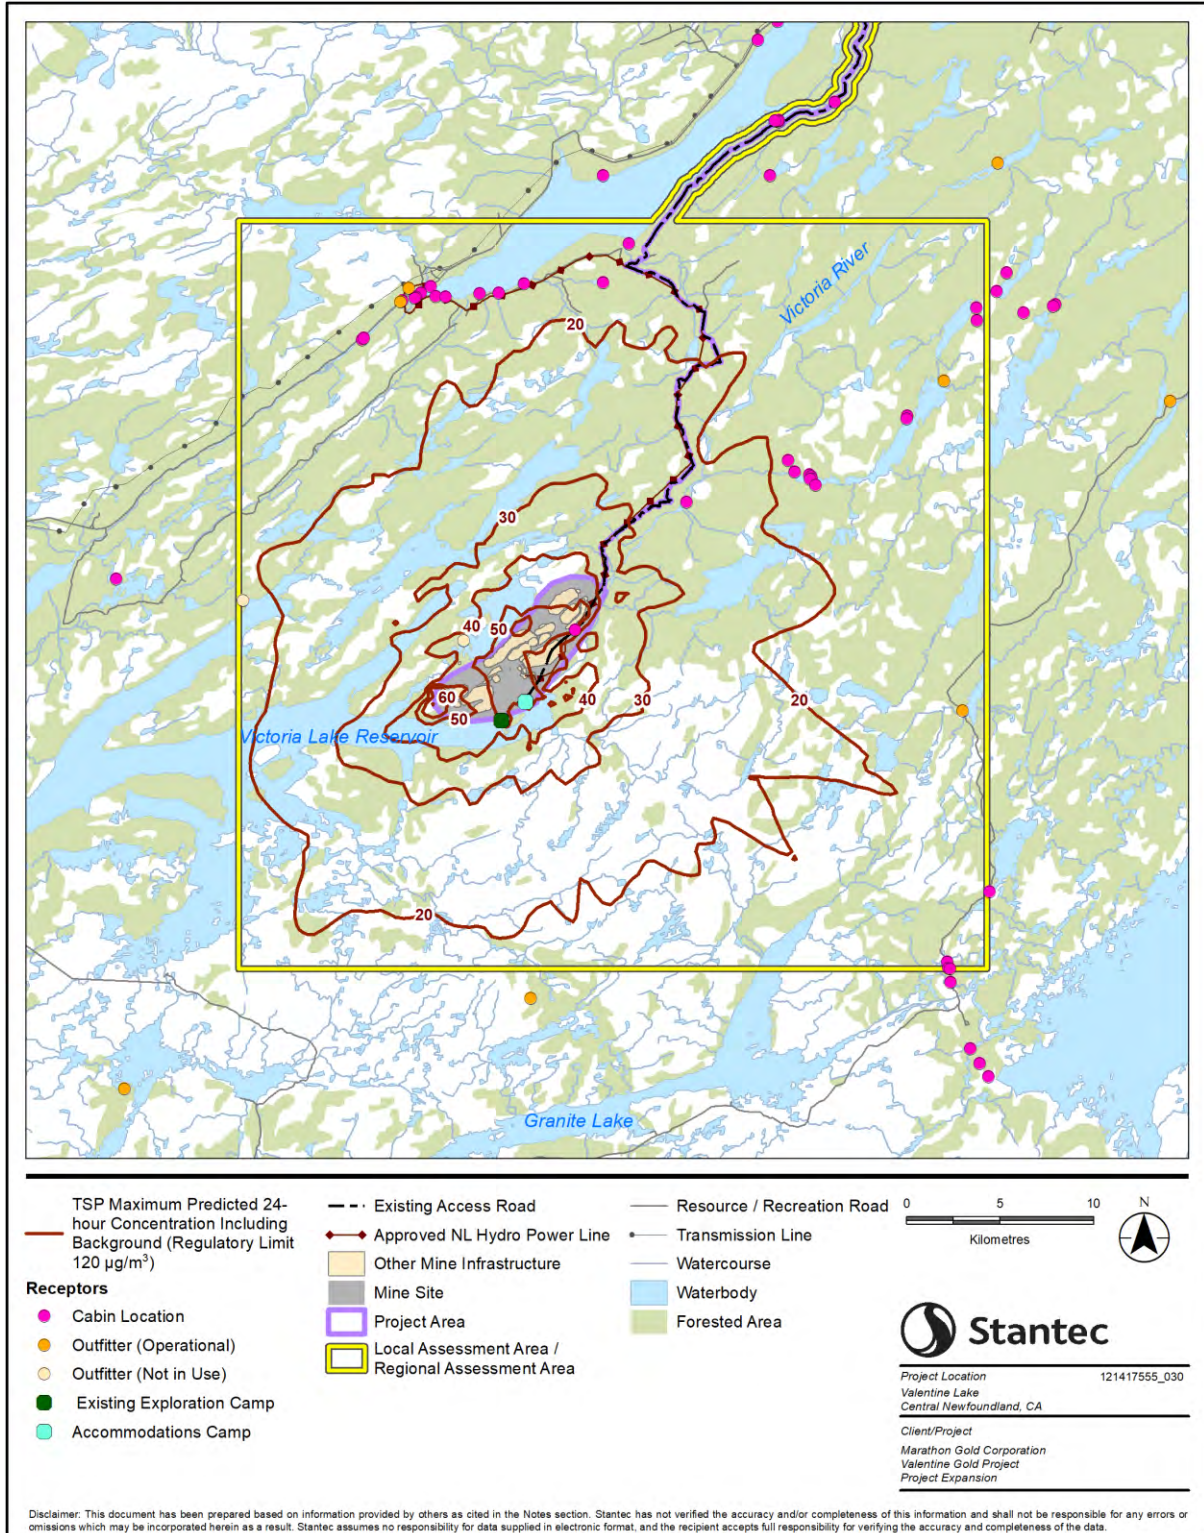 20
Victoria River
30
40
50
60
50
40
30
20
Victoria Lake Reservoir
20
Granite Lake
TSP Maximum Predicted 24-
hour Concentration Including
Background (Regulatory Limit
120 µg/m³)
Receptors
Cabin Location
Outfitter (Operational)
Outfitter (Not in Use)
Existing Exploration Camp
Accommodations Camp
Existing Access Road
Approved NL Hydro Power Line
Other Mine Infrastructure
Mine Site
Project Area
Local Assessment Area /
Regional Assessment Area
Resource / Recreation Road
Transmission Line
Watercourse
Waterbody
Forested Area
0 5 10
Kilometres
N
Stantec
Project Location 121417555_030
Valentine Lake
Central Newfoundland, CA
Client/Project
Marathon Gold Corporation
Valentine Gold Project
Project Expansion
Disclaimer: This document has been prepared based on information provided by others as cited in the Notes section. Stantec has not verified the accuracy and/or completeness of this information and shall not be responsible for any errors or
omissions which may be incorporated herein as a result. Stantec assumes no responsibility for data supplied in electronic format, and the recipient accepts full responsibility for verifying the accuracy and completeness of the data.